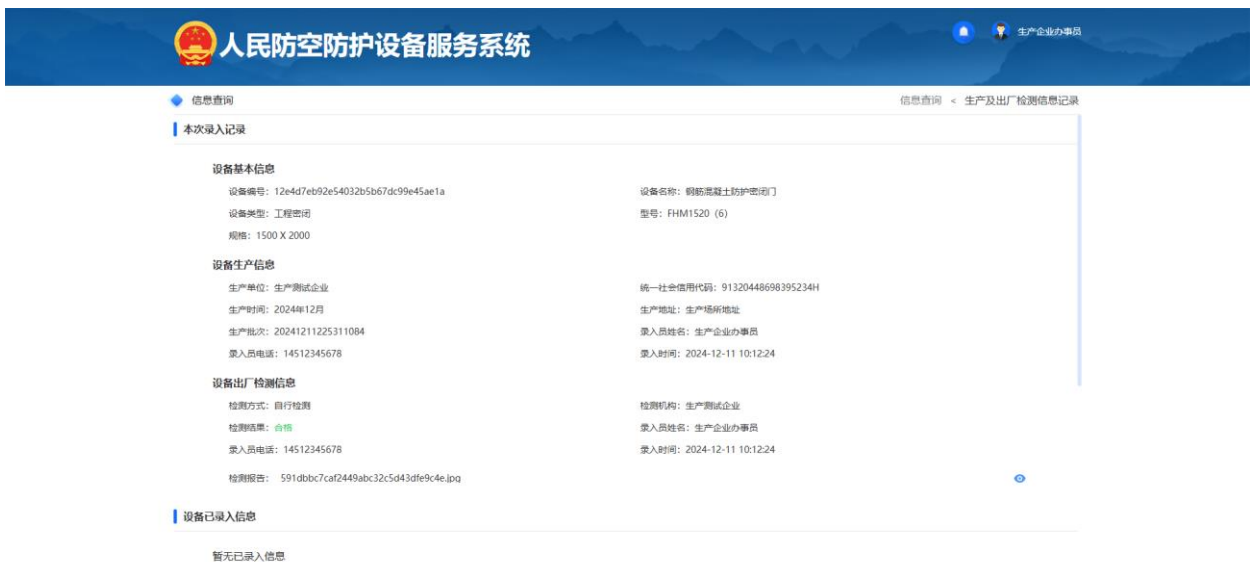 人民防空防护设备服务系统
生产企业办事员
信息查询
信息查询 < 生产及出厂检测信息记录
本次录入记录
设备基本信息
设备编号：12e4d7eb92e54032b5b67dc99e45ae1a 设备名称：钢筋混凝土防护密闭门
设备类型：工程密闭 型号：FHM1520（6）
规格：1500 X 2000
设备生产信息
生产单位：生产测试企业 统一社会信用代码：91320448698395234H
生产时间：2024年12月 生产地址：生产场所地址
生产批次：20241211225311084 录入员姓名：生产企业办事员
录入员电话：14512345678 录入时间：2024-12-11 10:12:24
设备出厂检测信息
检测方式：自行检测 检测机构：生产测试企业
检测结果：合格 录入员姓名：生产企业办事员
录入员电话：14512345678 录入时间：2024-12-11 10:12:24
检测报告： 591dbbc7caf2449abc32c5d43dfe9c4e.jpg
设备已录入信息
暂无已录入信息